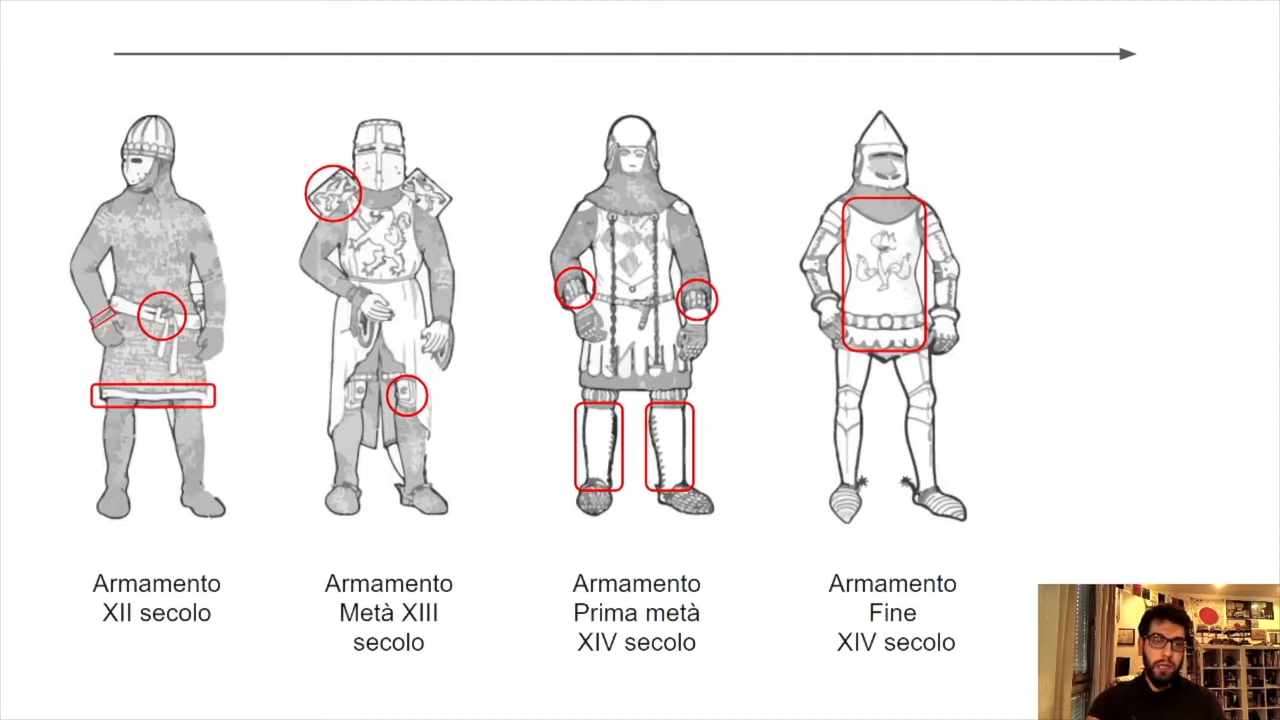 Armamento
XII secolo
Armamento
Metà XIII
secolo
Armamento
Prima metà
XIV secolo
Armamento
Fine
XIV secolo